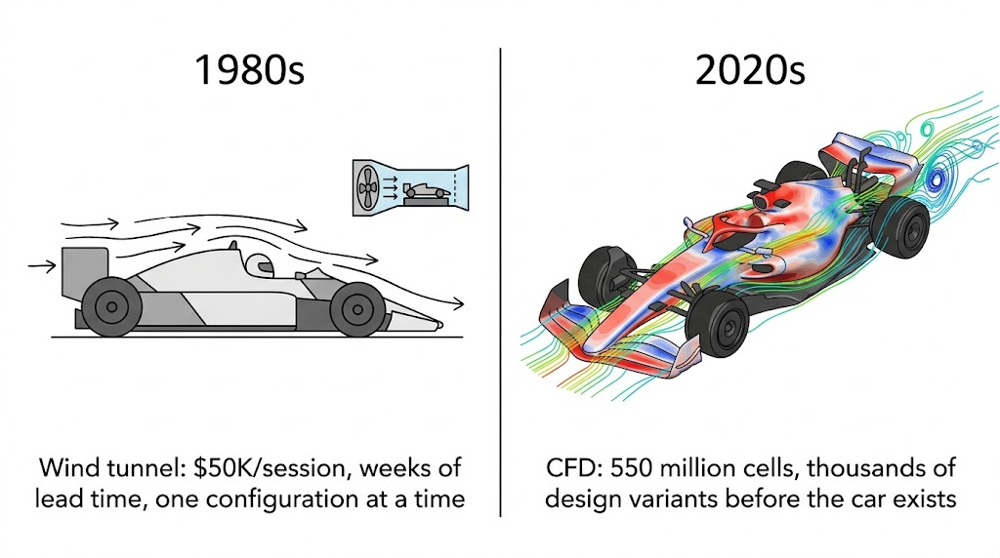 1980s
Wind tunnel: $50K/session, weeks of
lead time, one configuration at a time
2020s
CFD: 550 million cells, thousands of
design variants before the car exists